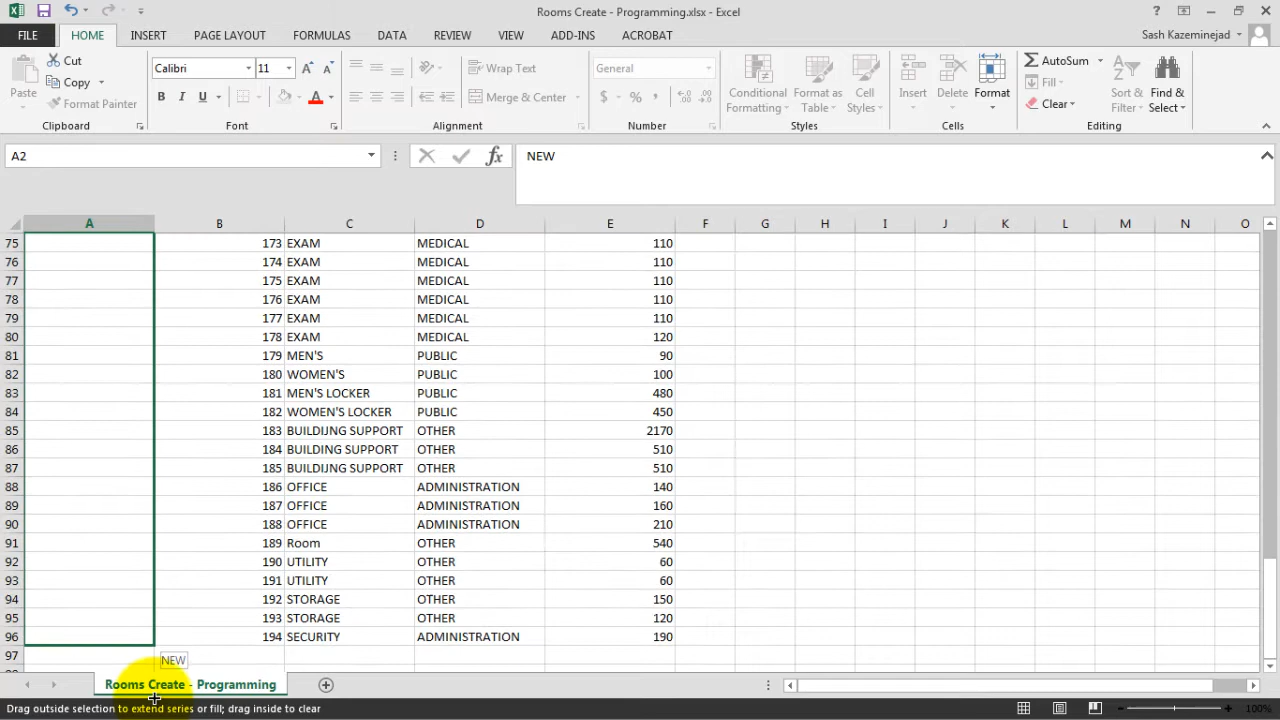 Rooms Create - Programming.xlsx - Excel
FILE HOME INSERT PAGE LAYOUT FORMULAS DATA REVIEW VIEW ADD-INS ACROBAT Sash Kazeminejad
Paste Cut Copy Format Painter Calibri 11 Wrap Text Merge & Center General Conditional Formatting Format as Table Cell Styles Insert Delete Format AutoSum Fill Clear Sort & Filter Find & Select
Clipboard Font Alignment Number Styles Cells Editing
A2 NEW
A B C D E F G H I J K L M N O
75 173 EXAM MEDICAL 110
76 174 EXAM MEDICAL 110
77 175 EXAM MEDICAL 110
78 176 EXAM MEDICAL 110
79 177 EXAM MEDICAL 110
80 178 EXAM MEDICAL 120
81 179 MEN'S PUBLIC 90
82 180 WOMEN'S PUBLIC 100
83 181 MEN'S LOCKER PUBLIC 480
84 182 WOMEN'S LOCKER PUBLIC 450
85 183 BUILDIJNG SUPPORT OTHER 2170
86 184 BUILDING SUPPORT OTHER 510
87 185 BUILDIJNG SUPPORT OTHER 510
88 186 OFFICE ADMINISTRATION 140
89 187 OFFICE ADMINISTRATION 160
90 188 OFFICE ADMINISTRATION 210
91 189 Room OTHER 540
92 190 UTILITY OTHER 60
93 191 UTILITY OTHER 60
94 192 STORAGE OTHER 150
95 193 STORAGE OTHER 120
96 194 SECURITY ADMINISTRATION 190
97
NEW
Rooms Create - Programming
Drag outside selection to extend series or fill; drag inside to clear 100%